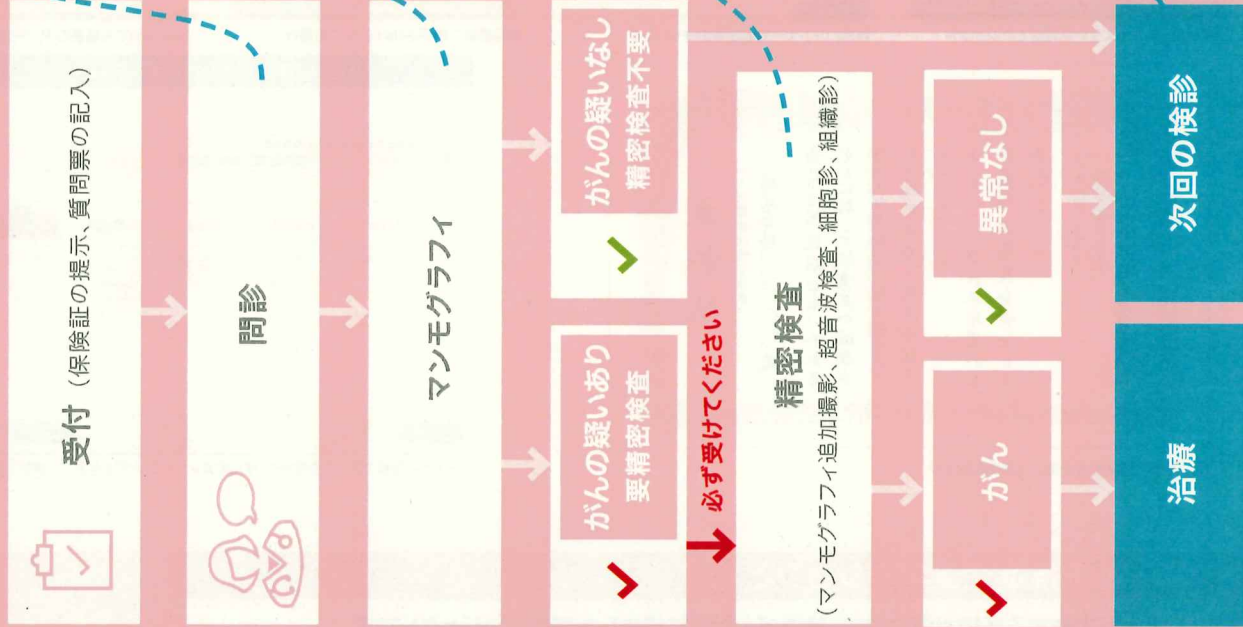 受付 (保険証の提示、質問票の記入)
問診
マンモグラフィ
がんの疑いあり
要精密検査
がんの疑いなし
精密検査不要
必ず受けてください
精密検査
(マンモグラフィ追加撮影、超音波検査、細胞診、組織診)
がん
異常なし
治療
次回の検診